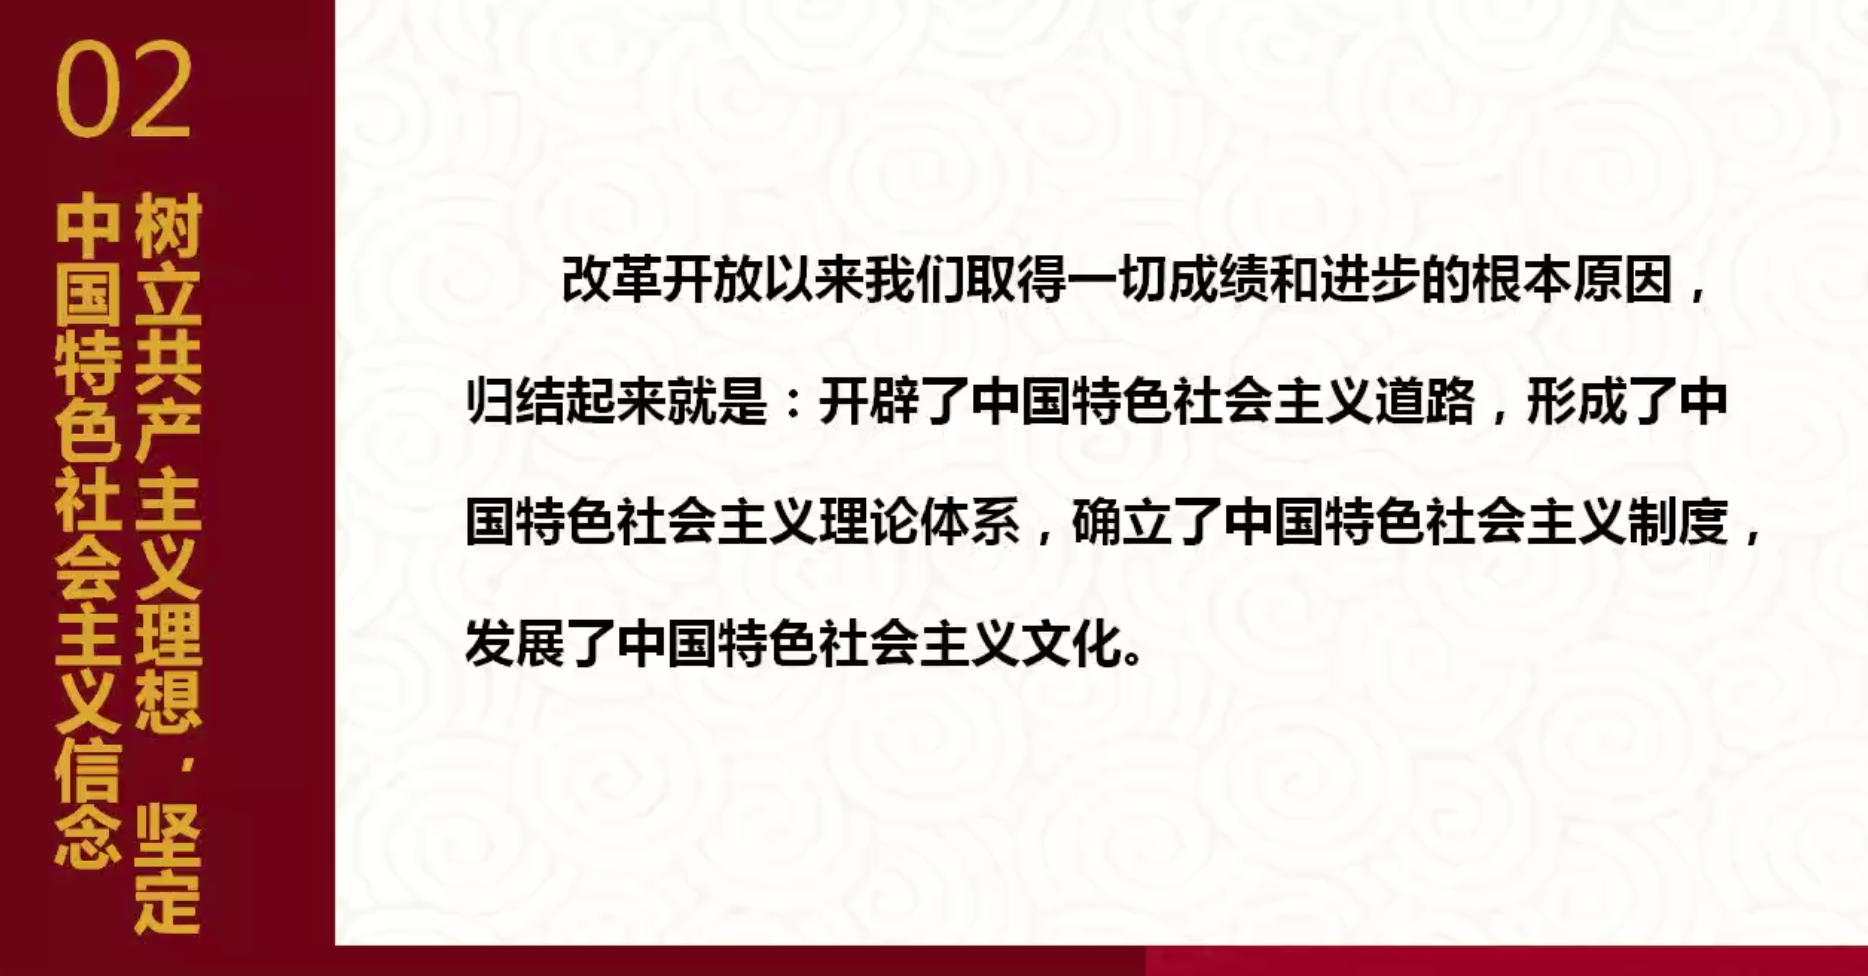 02
树立共产主义理想，坚定
中国特色社会主义信念
改革开放以来我们取得一切成绩和进步的根本原因，
归结起来就是：开辟了中国特色社会主义道路，形成了中
国特色社会主义理论体系，确立了中国特色社会主义制度，
发展了中国特色社会主义文化。